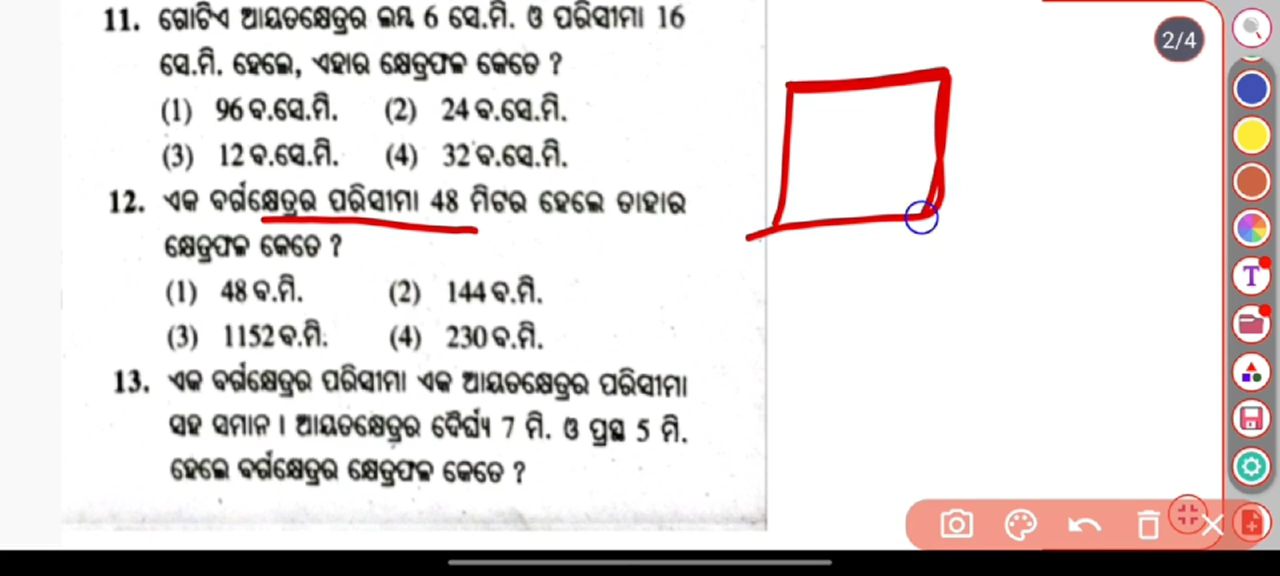 11. ଗୋଟିଏ ଆୟତକ୍ଷେତ୍ରର ଲମ୍ୱ 6 ସେ.ମି. ଓ ପରିସୀମା 16
ସେ.ମି. ହେଲେ, ଏହାର କ୍ଷେତ୍ରଫଳ କେତେ ?
(1) 96 ବ.ସେ.ମି. (2) 24 ବ.ସେ.ମି.
(3) 12 ବ.ସେ.ମି. (4) 32 ବ.ସେ.ମି.
12. ଏକ ବର୍ଗକ୍ଷେତ୍ରର ପରିସୀମା 48 ମିଟର ହେଲେ ତାହାର
କ୍ଷେତ୍ରଫଳ କେତେ ?
(1) 48 ବ.ମି. (2) 144 ବ.ମି.
(3) 1152 ବ.ମି. (4) 230 ବ.ମି.
13. ଏକ ବର୍ଗକ୍ଷେତ୍ରର ପରିସୀମା ଏକ ଆୟତକ୍ଷେତ୍ରର ପରିସୀମା
ସହ ସମାନ । ଆୟତକ୍ଷେତ୍ରର ଦୈର୍ଘ୍ୟ 7 ମି. ଓ ପ୍ରସ୍ଥ 5 ମି.
ହେଲେ ବର୍ଗକ୍ଷେତ୍ରର କ୍ଷେତ୍ରଫଳ କେତେ ?
2/4
T